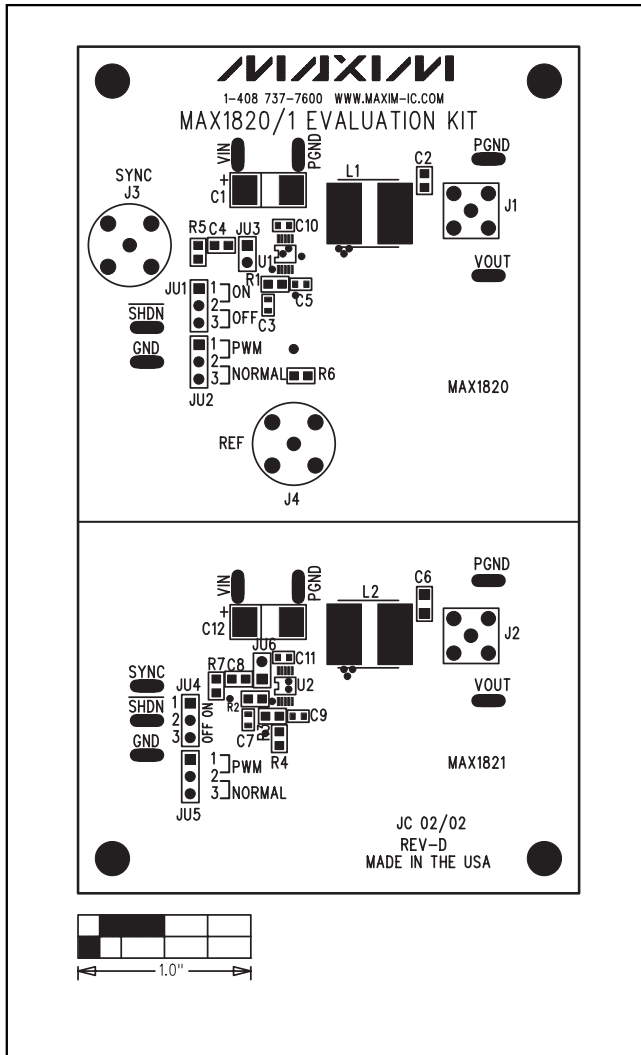 MAXIM
1-408 737-7600 WWW.MAXIM-IC.COM
MAX1820/1 EVALUATION KIT
VIN
PGND
PGND
SYNC
J3
C1
+
L1
C2
J1
R5
C4
JU3
C10
U1
VOUT
R1
C5
C3
JU1
1
2
3
ON
OFF
SHDN
GND
1
2
3
PWM
NORMAL
JU2
R6
MAX1820
REF
J4
VIN
PGND
PGND
+
C12
L2
C6
J2
JU6
C11
SYNC
R7
C8
U2
VOUT
SHDN
JU4
1
2
3
OFF ON
R2
C7
R3
C9
R4
GND
1
2
3
PWM
NORMAL
JU5
MAX1821
JC 02/02
REV-D
MADE IN THE USA
1.0"